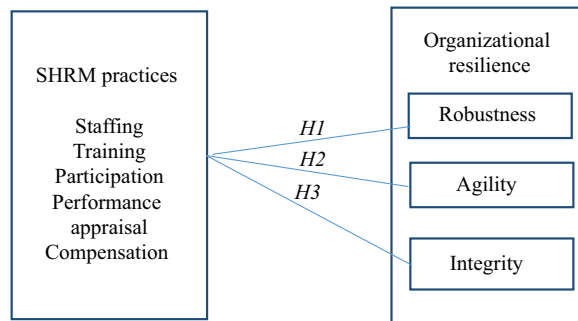 SHRM practices
Staffing
Training
Participation
Performance
appraisal
Compensation
H1
H2
H3
Organizational
resilience
Robustness
Agility
Integrity